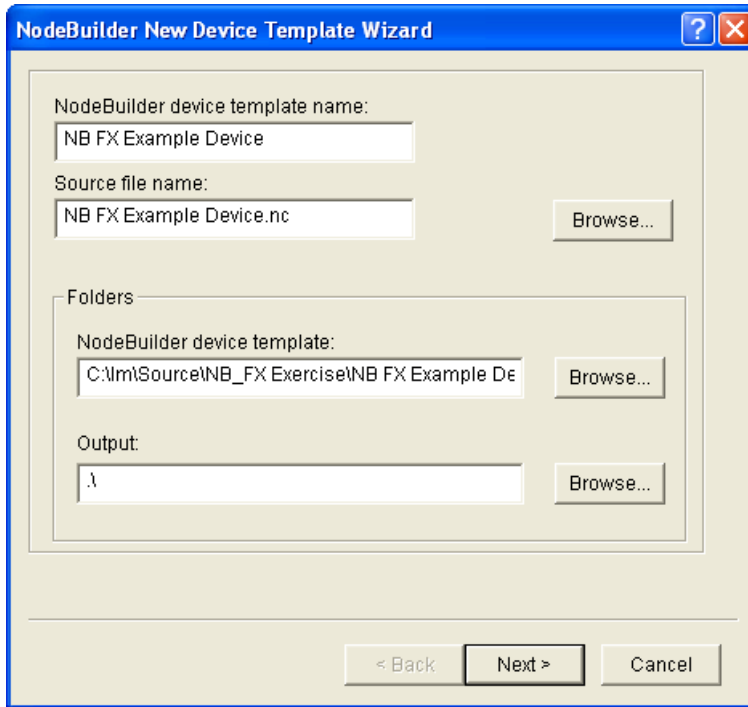 NodeBuilder New Device Template Wizard
NodeBuilder device template name:
NB FX Example Device
Source file name:
NB FX Example Device.nc
Browse...
Folders
NodeBuilder device template:
C:\lm\Source\NB_FX Exercise\NB FX Example De
Browse...
Output:
.\
Browse...
< Back
Next >
Cancel